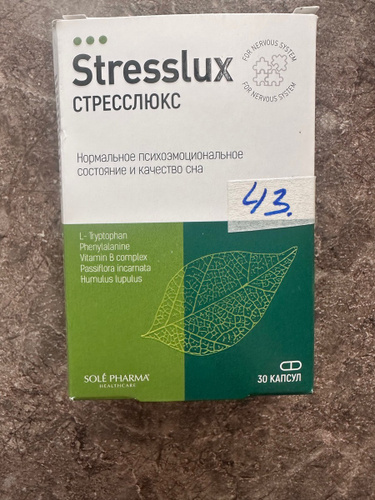 Stresslux
СТРЕССЛЮКС
FOR NERVOUS SYSTEM
FOR NERVOUS SYSTEM
Нормальное психоэмоциональное
состояние и качество сна
43.
L- Tryptophan
Phenylalanine
Vitamin B complex
Passiflora incarnata
Humulus lupulus
SOLÉ PHARMA®
HEALTHCARE
30 КАПСУЛ